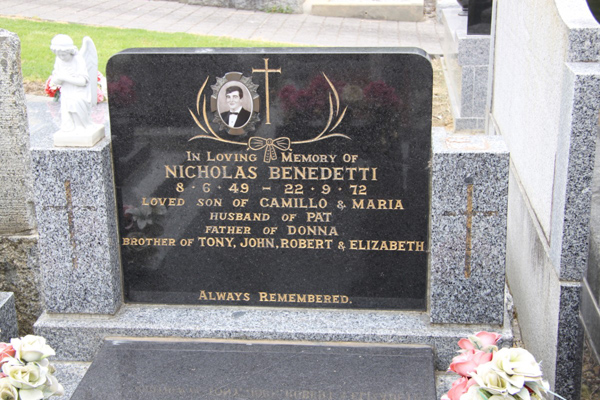 IN LOVING MEMORY OF
NICHOLAS BENEDETTI
8 · 6 · 49 – 22 · 9 · 72
LOVED SON OF CAMILLO & MARIA
HUSBAND OF PAT
FATHER OF DONNA
BROTHER OF TONY, JOHN, ROBERT & ELIZABETH
ALWAYS REMEMBERED.